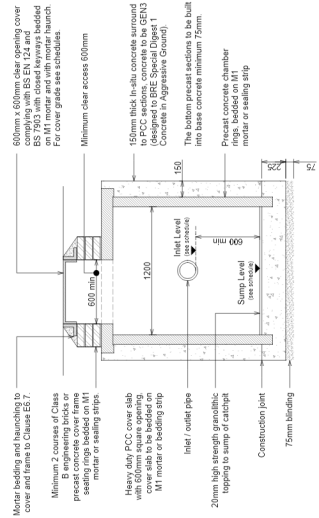 Mortar bedding and haunching to
cover and frame to Clause E6.7.
Minimum 2 courses of Class
B engineering bricks or
precast concrete cover frame
seating rings bedded on M1
mortar or sealing strips.
Heavy duty PCC cover slab
with 600mm square opening,
cover slab to be bedded on
M1 mortar or bedding strip
Inlet / outlet pipe
20mm high strength granolithic
topping to sump of catchpit
Construction joint
75mm blinding
600 min
1200
Inlet Level
(see schedule)
600 min
Sump Level
(see schedule)
150
225
75
600mm x 600mm clear opening cover
complying with BS EN 124 and
BS 7903 with closed keyways bedded
on M1 mortar and with mortar haunch.
For cover grade see schedules.
Minimum clear access 600mm
150mm thick In-situ concrete surround
to PCC sections, concrete to be GEN3
(designed to BRE Special Digest 1
Concrete in Aggressive Ground).
The bottom precast sections to be built
into base concrete minimum 75mm.
Precast concrete chamber
rings, bedded on M1
mortar or sealing strip